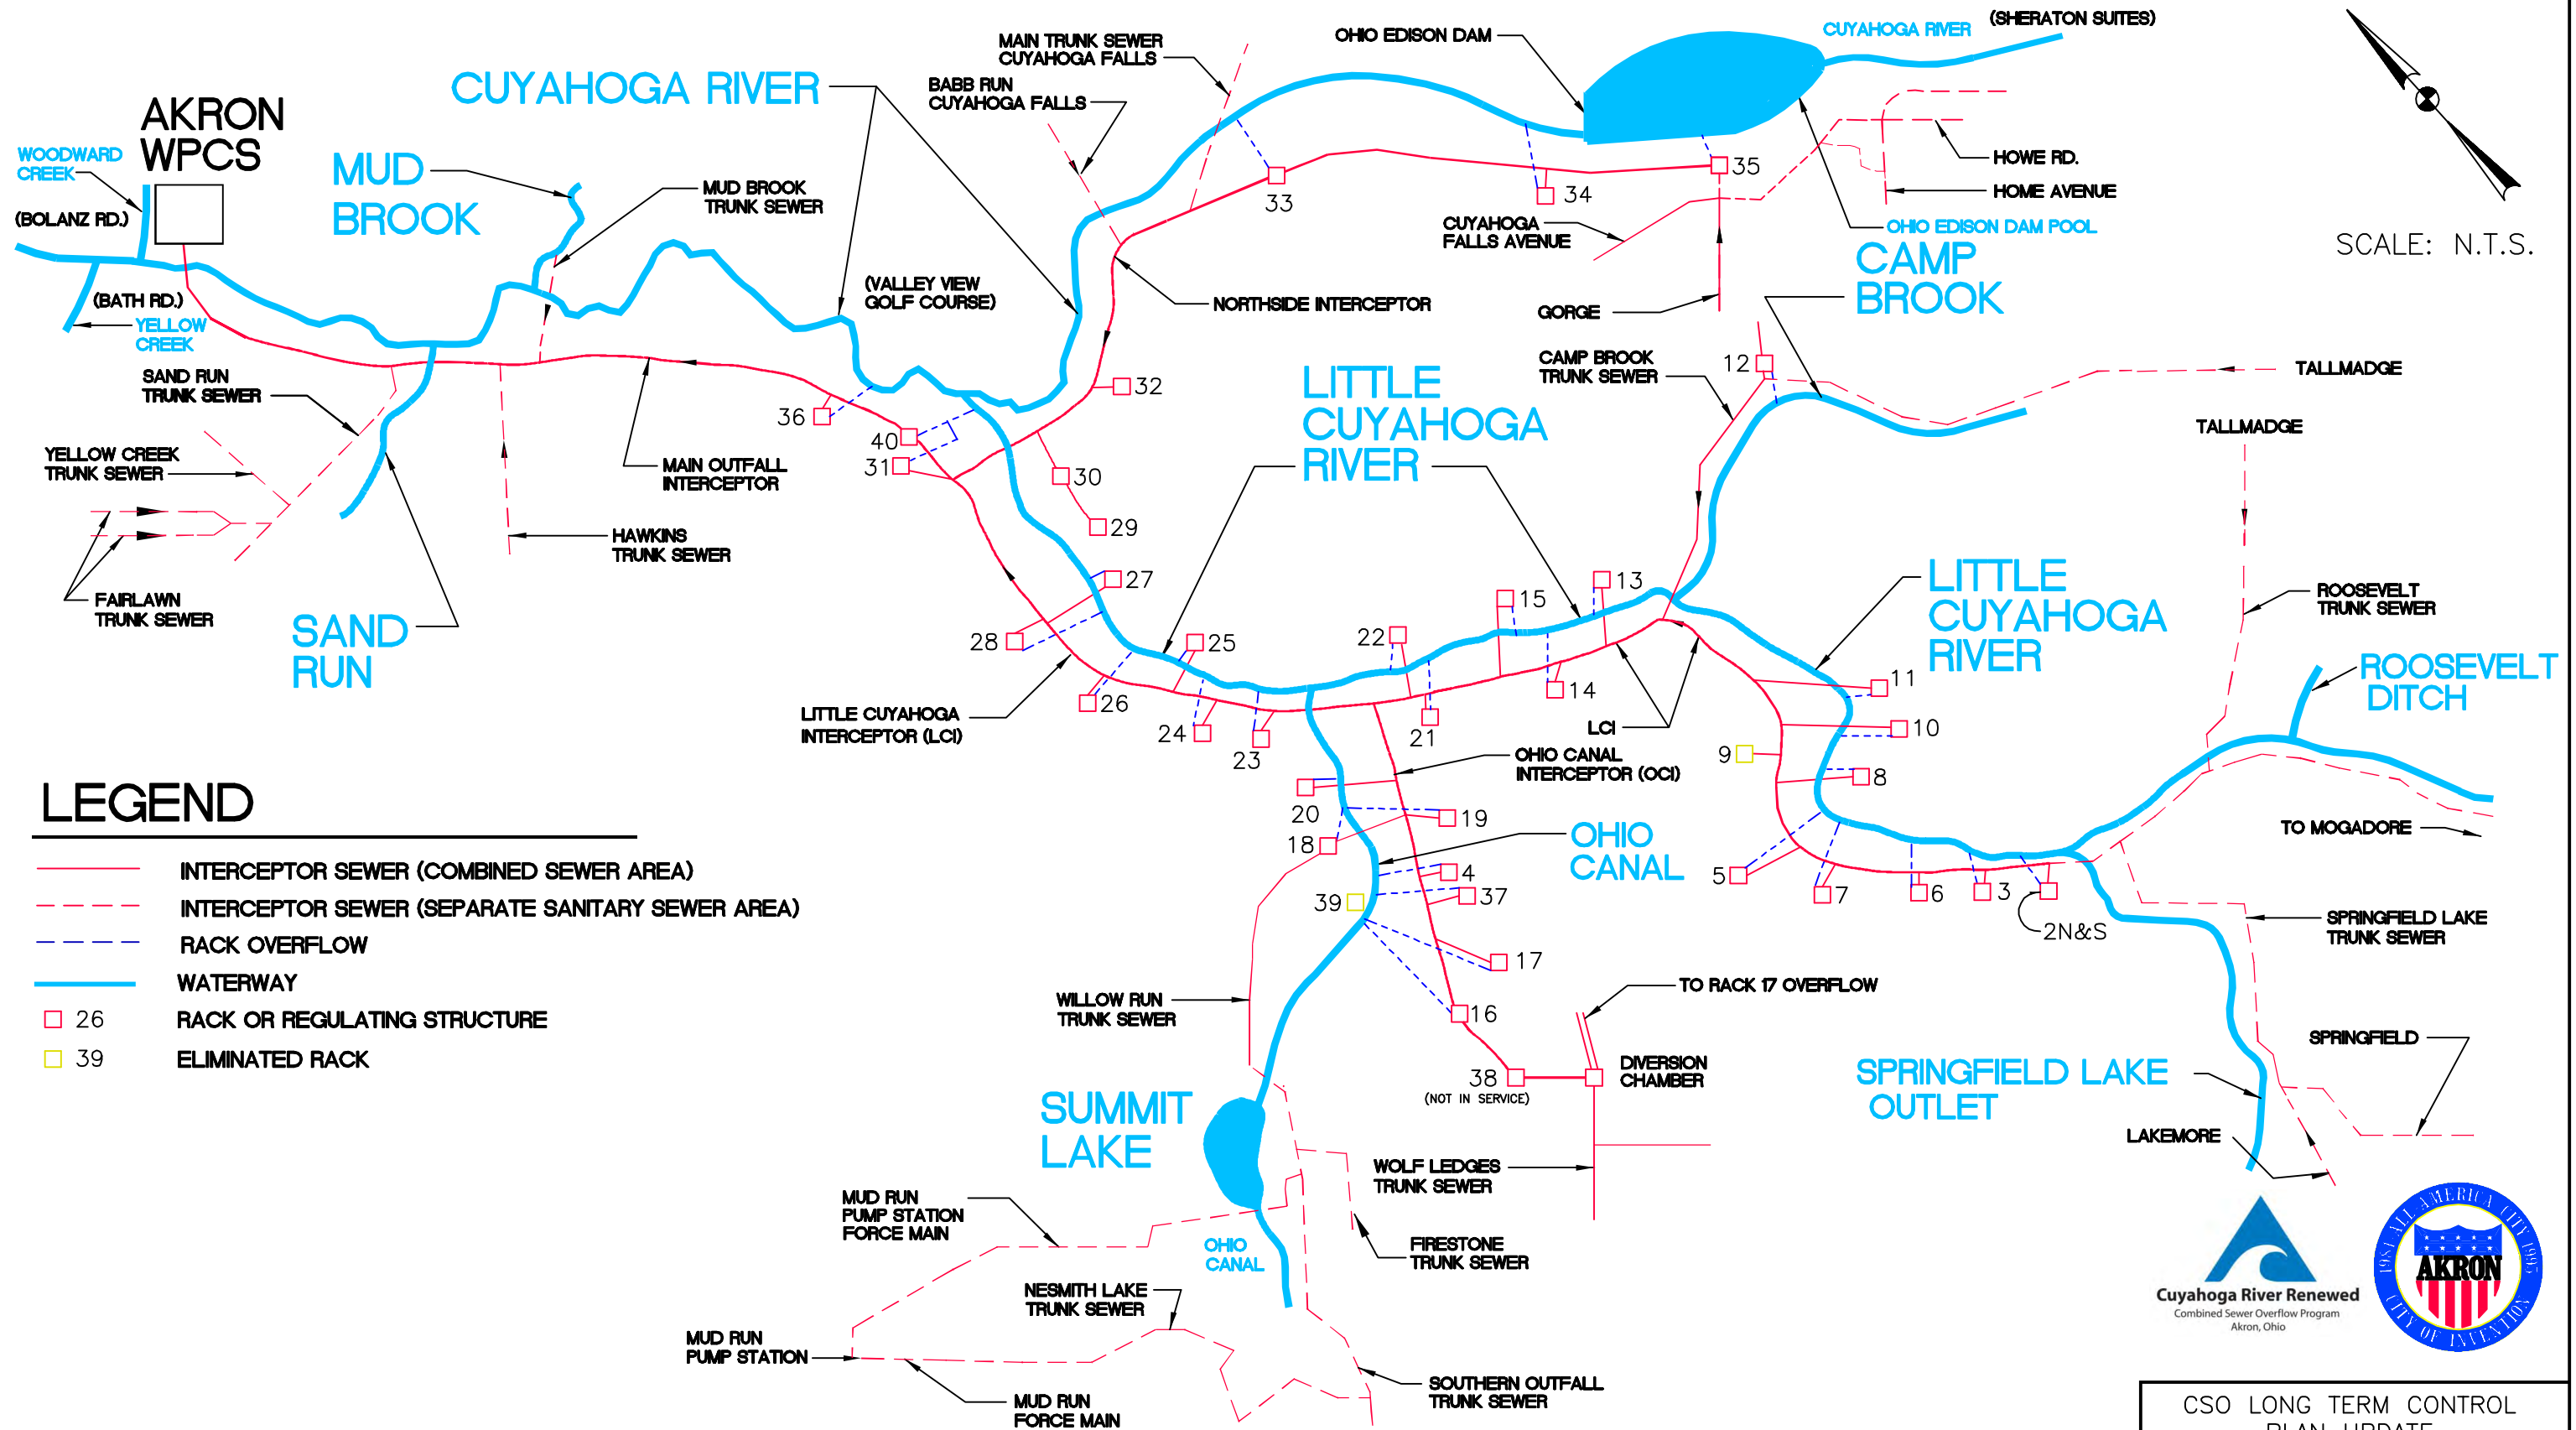 (SHERATON SUITES)
CUYAHOGA RIVER
OHIO EDISON DAM
MAIN TRUNK SEWER
CUYAHOGA FALLS
BABB RUN
CUYAHOGA FALLS
CUYAHOGA RIVER
AKRON
WPCS
WOODWARD
CREEK
(BOLANZ RD.)
MUD
BROOK
MUD BROOK
TRUNK SEWER
HOWE RD.
HOME AVENUE
35
34
33
CUYAHOGA
FALLS AVENUE
OHIO EDISON DAM POOL
SCALE: N.T.S.
CAMP
BROOK
(BATH RD.)
YELLOW
CREEK
(VALLEY VIEW
GOLF COURSE)
NORTHSIDE INTERCEPTOR
GORGE
SAND RUN
TRUNK SEWER
CAMP BROOK
TRUNK SEWER
12
TALLMADGE
TALLMADGE
LITTLE
CUYAHOGA
RIVER
32
36
40
31
30
29
YELLOW CREEK
TRUNK SEWER
MAIN OUTFALL
INTERCEPTOR
HAWKINS
TRUNK SEWER
FAIRLAWN
TRUNK SEWER
SAND
RUN
27
28
25
22
15
13
LITTLE
CUYAHOGA
RIVER
ROOSEVELT
TRUNK SEWER
ROOSEVELT
DITCH
26
24
23
21
14
11
10
9
8
LCI
LITTLE CUYAHOGA
INTERCEPTOR (LCI)
OHIO CANAL
INTERCEPTOR (OCI)
20
19
18
4
37
39
OHIO
CANAL
TO MOGADORE
5
7
6
3
2N&S
SPRINGFIELD LAKE
TRUNK SEWER
LEGEND
INTERCEPTOR SEWER (COMBINED SEWER AREA)
INTERCEPTOR SEWER (SEPARATE SANITARY SEWER AREA)
RACK OVERFLOW
WATERWAY
26 RACK OR REGULATING STRUCTURE
39 ELIMINATED RACK
17
16
WILLOW RUN
TRUNK SEWER
TO RACK 17 OVERFLOW
38
(NOT IN SERVICE)
DIVERSION
CHAMBER
SPRINGFIELD
SPRINGFIELD LAKE
OUTLET
LAKEMORE
SUMMIT
LAKE
WOLF LEDGES
TRUNK SEWER
MUD RUN
PUMP STATION
FORCE MAIN
OHIO
CANAL
FIRESTONE
TRUNK SEWER
NESMITH LAKE
TRUNK SEWER
MUD RUN
PUMP STATION
MUD RUN
FORCE MAIN
SOUTHERN OUTFALL
TRUNK SEWER
Cuyahoga River Renewed
Combined Sewer Overflow Program
Akron, Ohio
1981 ALL-AMERICA CITY 1995
AKRON
CITY OF INVENTION
CSO LONG TERM CONTROL
PLAN UPDATE